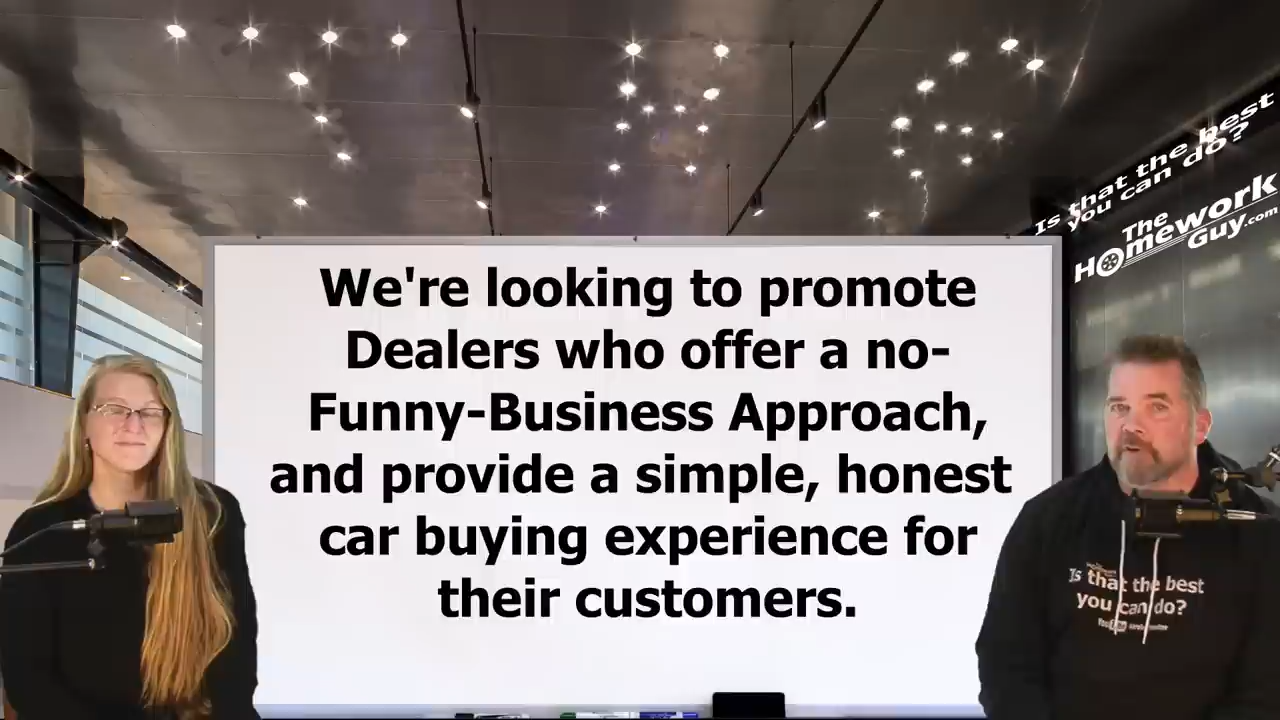 Is that the best
you can do?
The
Homework
Guy.com
We're looking to promote
Dealers who offer a no-
Funny-Business Approach,
and provide a simple, honest
car buying experience for
their customers.
Is that the best
you can do?